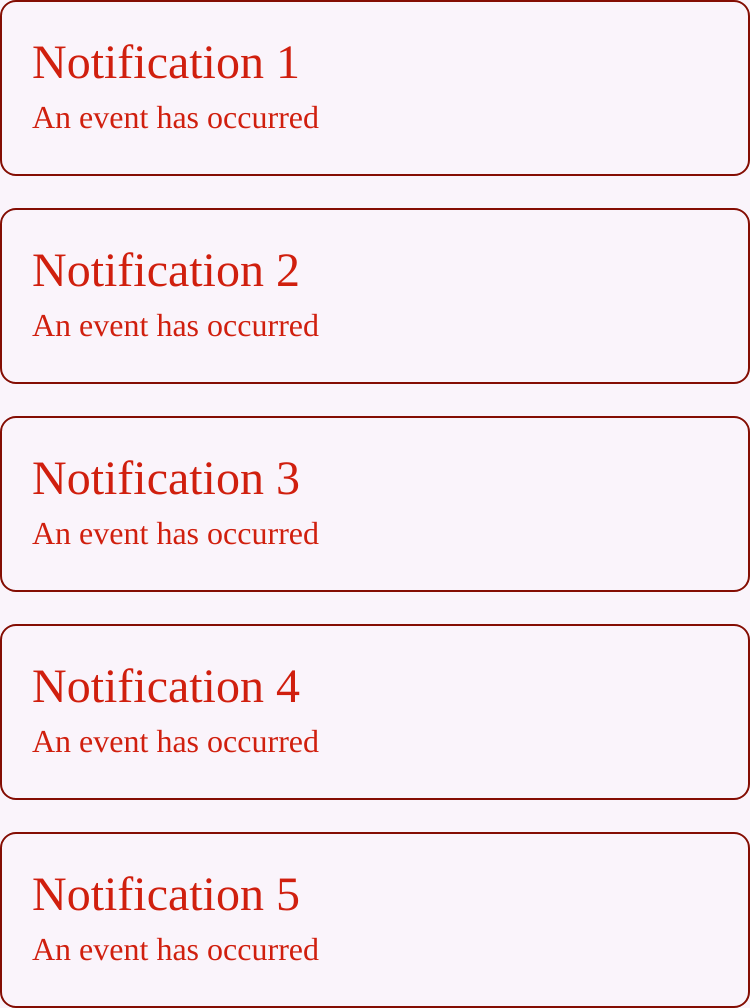 Notification 1
An event has occurred
Notification 2
An event has occurred
Notification 3
An event has occurred
Notification 4
An event has occurred
Notification 5
An event has occurred